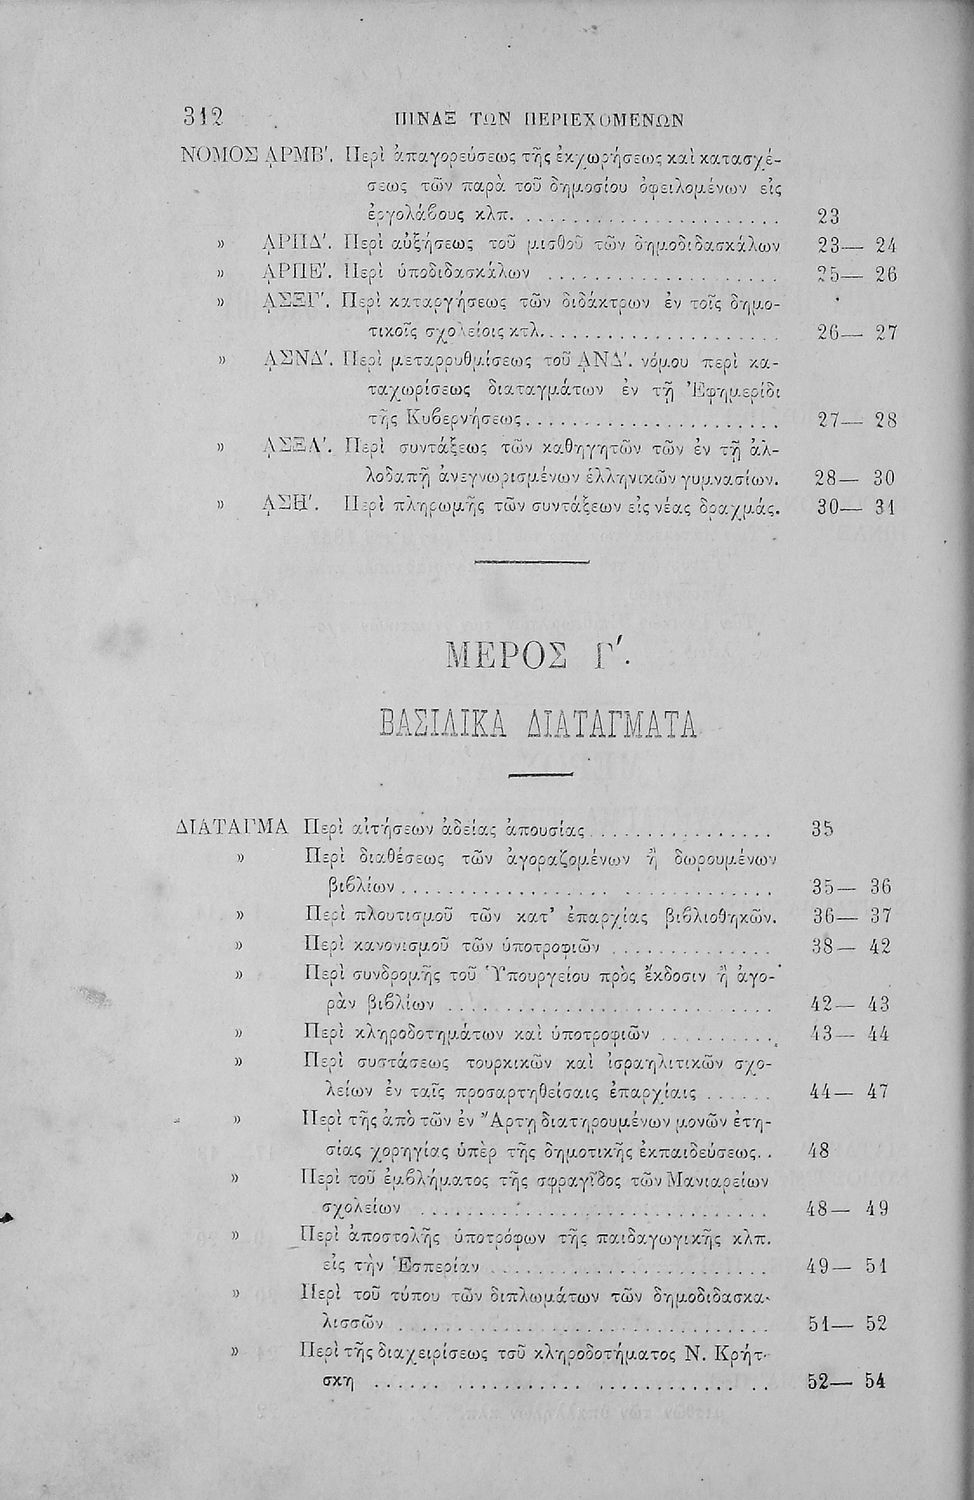 312 ΠΙΝΑΞ ΤΩΝ ΠΕΡΙΕΧΟΜΕΝΩΝ
ΝΟΜΟΣ ͵ΑΡΜΒʹ. Περὶ ἀπαγορεύσεως τῆς ἐκχωρήσεως καὶ κατασχέ-
σεως τῶν παρὰ τοῦ δημοσίου ὀφειλομένων εἰς
ἐργολάβους κλπ. . . . . . . . . . . . . . . . . . . 23
» ͵ΑΡΠΔʹ. Περὶ αὐξήσεως τοῦ μισθοῦ τῶν δημοδιδασκάλων 23— 24
» ͵ΑΡΠΕʹ. Περὶ ὑποδιδασκάλων . . . . . . . . . . . . . . . . 25— 26
» ͵ΑΣΞΓʹ. Περὶ καταργήσεως τῶν διδάκτρων ἐν τοῖς δημο-
τικοῖς σχολείοις κτλ. . . . . . . . . . . . . . . . . 26— 27
» ͵ΑΣΝΔʹ. Περὶ μεταρρυθμίσεως τοῦ ͵ΑΝΔʹ. νόμου περὶ κα-
ταχωρίσεως διαταγμάτων ἐν τῇ Ἐφημερίδι
τῆς Κυβερνήσεως . . . . . . . . . . . . . . . . . . 27— 28
» ͵ΑΣΞΛʹ. Περὶ συντάξεως τῶν καθηγητῶν τῶν ἐν τῇ ἀλ-
λοδαπῇ ἀνεγνωρισμένων ἑλληνικῶν γυμνασίων. 28— 30
» ͵ΑΣΗʹ. Περὶ πληρωμῆς τῶν συντάξεων εἰς νέας δραχμάς. 30— 31
ΜΕΡΟΣ Γʹ.
ΒΑΣΙΛΙΚΑ ΔΙΑΤΑΓΜΑΤΑ
ΔΙΑΤΑΓΜΑ Περὶ αἰτήσεων ἀδείας ἀπουσίας . . . . . . . . . . . . 35
» Περὶ διαθέσεως τῶν ἀγοραζομένων ἢ δωρουμένων
βιβλίων . . . . . . . . . . . . . . . . . . . . . . . . . 35— 36
» Περὶ πλουτισμοῦ τῶν κατ’ ἐπαρχίας βιβλιοθηκῶν. 36— 37
» Περὶ κανονισμοῦ τῶν ὑποτροφιῶν . . . . . . . . . . . 38— 42
» Περὶ συνδρομῆς τοῦ Ὑπουργείου πρὸς ἔκδοσιν ἢ ἀγο-
ρὰν βιβλίων . . . . . . . . . . . . . . . . . . . . . . 42— 43
» Περὶ κληροδοτημάτων καὶ ὑποτροφιῶν . . . . . . . . 43— 44
» Περὶ συστάσεως τουρκικῶν καὶ ἰσραηλιτικῶν σχο-
λείων ἐν ταῖς προσαρτηθείσαις ἐπαρχίαις . . . . . . 44— 47
» Περὶ τῆς ἀπὸ τῶν ἐν Ἄρτῃ διατηρουμένων μονῶν ἐτη-
σίας χορηγίας ὑπὲρ τῆς δημοτικῆς ἐκπαιδεύσεως. . 48
» Περὶ τοῦ ἐμβλήματος τῆς σφραγῖδος τῶν Μανιαρείων
σχολείων . . . . . . . . . . . . . . . . . . . . . . . 48— 49
» Περὶ ἀποστολῆς ὑποτρόφων τῆς παιδαγωγικῆς κλπ.
εἰς τὴν Ἑσπερίαν . . . . . . . . . . . . . . . . . . . 49— 51
» Περὶ τοῦ τύπου τῶν διπλωμάτων τῶν δημοδιδασκα-
λισσῶν . . . . . . . . . . . . . . . . . . . . . . . . . 51— 52
» Περὶ τῆς διαχειρίσεως τοῦ κληροδοτήματος Ν. Κρήτ-
σκη . . . . . . . . . . . . . . . . . . . . . . . . . . . 52— 54